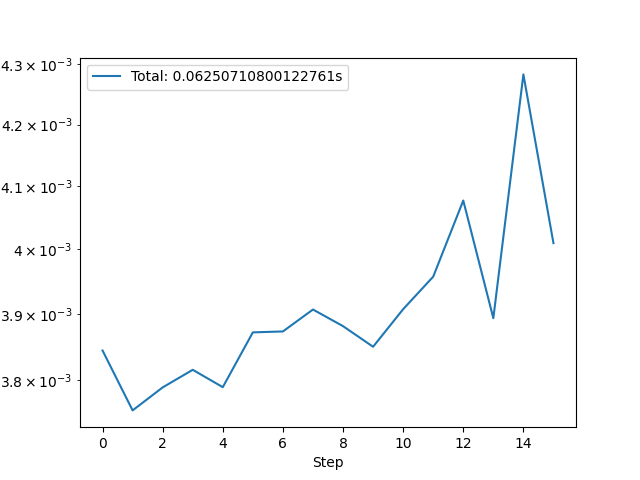 Total: 0.06250710800122761s
4.3 × 10⁻³
4.2 × 10⁻³
4.1 × 10⁻³
4 × 10⁻³
3.9 × 10⁻³
3.8 × 10⁻³
0 2 4 6 8 10 12 14
Step